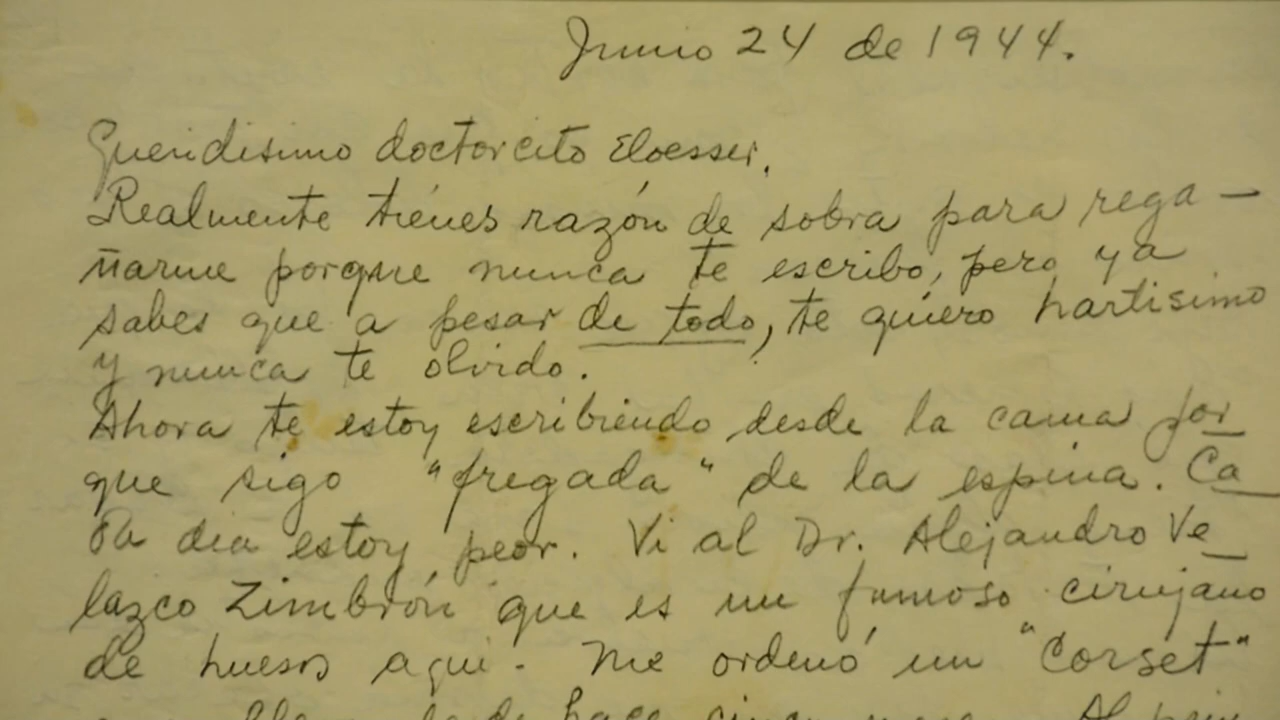 Junio 24 de 1944.
Queridisimo doctorcito Eloesser,
Realmente tiénes razón de sobra para rega-
ñarme porque nunca te escribo, pero ya
sabes que a pesar de todo, te quiero hartisimo
y nunca te olvido.
Ahora te estoy escribiendo desde la cama por
que sigo "fregada" de la espina. Ca
da dia estoy peor. Vi al Dr. Alejandro Ve
lazco Zimbrón que es un famoso cirujano
de huesos aqui. Me ordenó un "Corset"
hace cinco